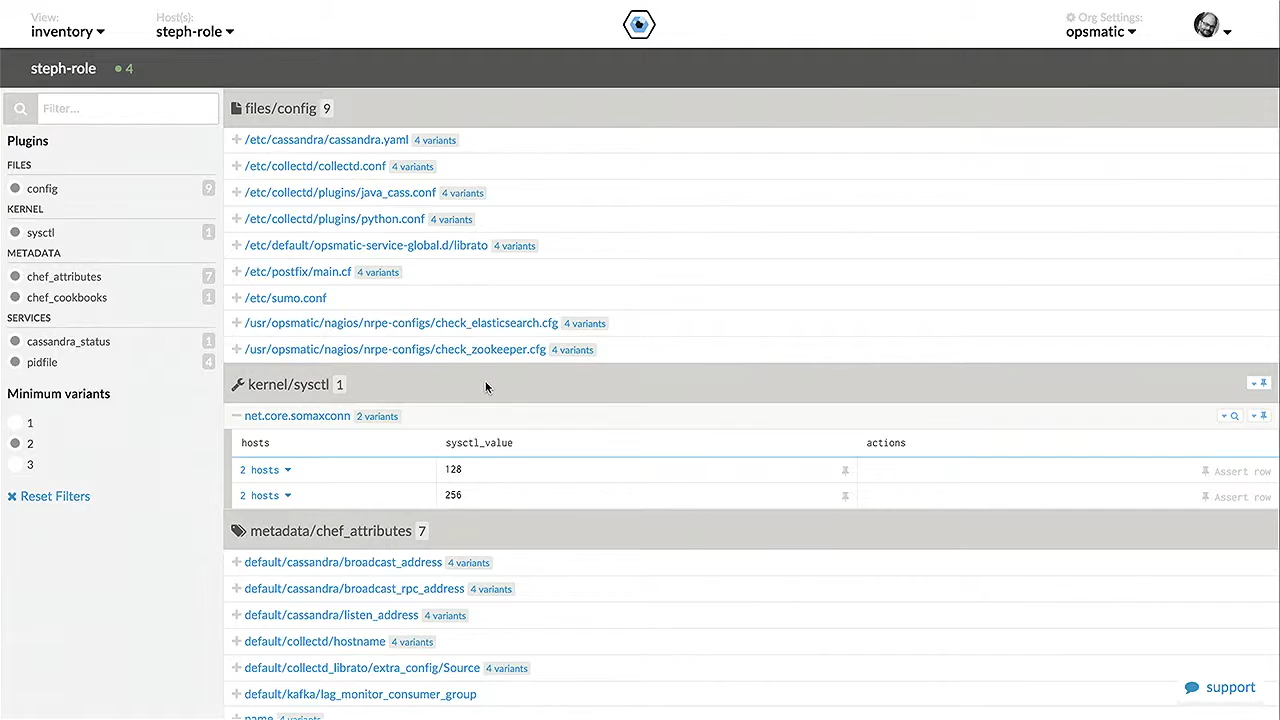 View: Host(s): Org Settings:
inventory steph-role opsmatic
steph-role 4
Filter...
Plugins
FILES
config 9
KERNEL
sysctl 1
METADATA
chef_attributes 7
chef_cookbooks 1
SERVICES
cassandra_status 1
pidfile 4
Minimum variants
1
2
3
Reset Filters
files/config 9
/etc/cassandra/cassandra.yaml 4 variants
/etc/collectd/collectd.conf 4 variants
/etc/collectd/plugins/java_cass.conf 4 variants
/etc/collectd/plugins/python.conf 4 variants
/etc/default/opsmatic-service-global.d/librato 4 variants
/etc/postfix/main.cf 4 variants
/etc/sumo.conf
/usr/opsmatic/nagios/nrpe-configs/check_elasticsearch.cfg 4 variants
/usr/opsmatic/nagios/nrpe-configs/check_zookeeper.cfg 4 variants
kernel/sysctl 1
net.core.somaxconn 2 variants
hosts sysctl_value actions
2 hosts 128 Assert row
2 hosts 256 Assert row
metadata/chef_attributes 7
default/cassandra/broadcast_address 4 variants
default/cassandra/broadcast_rpc_address 4 variants
default/cassandra/listen_address 4 variants
default/collectd/hostname 4 variants
default/collectd_librato/extra_config/Source 4 variants
default/kafka/lag_monitor_consumer_group
name 4 variants
support